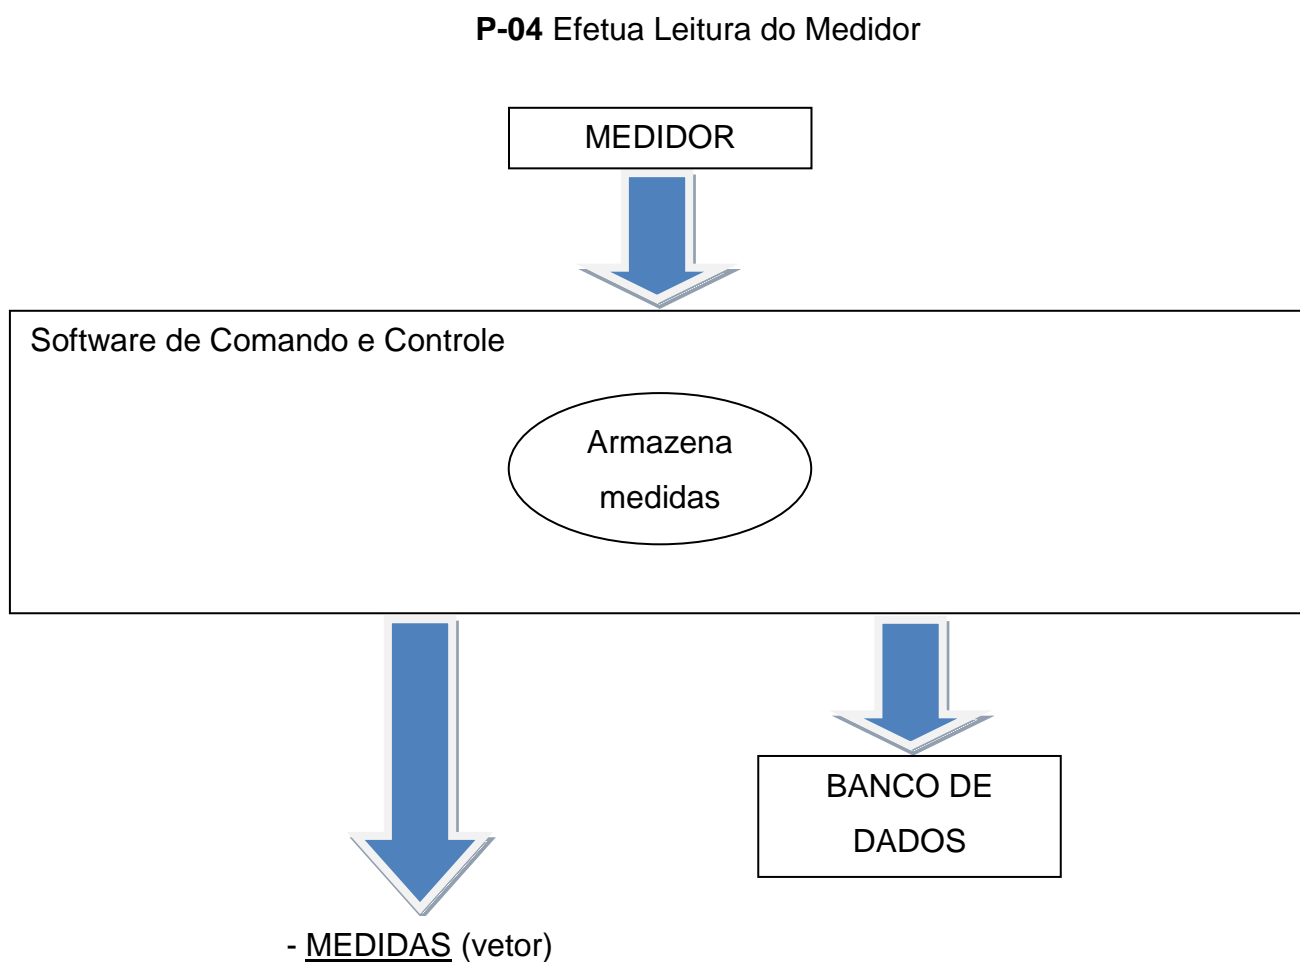 P-04 Efetua Leitura do Medidor
MEDIDOR
Software de Comando e Controle
Armazena
medidas
BANCO DE
DADOS
- MEDIDAS (vetor)